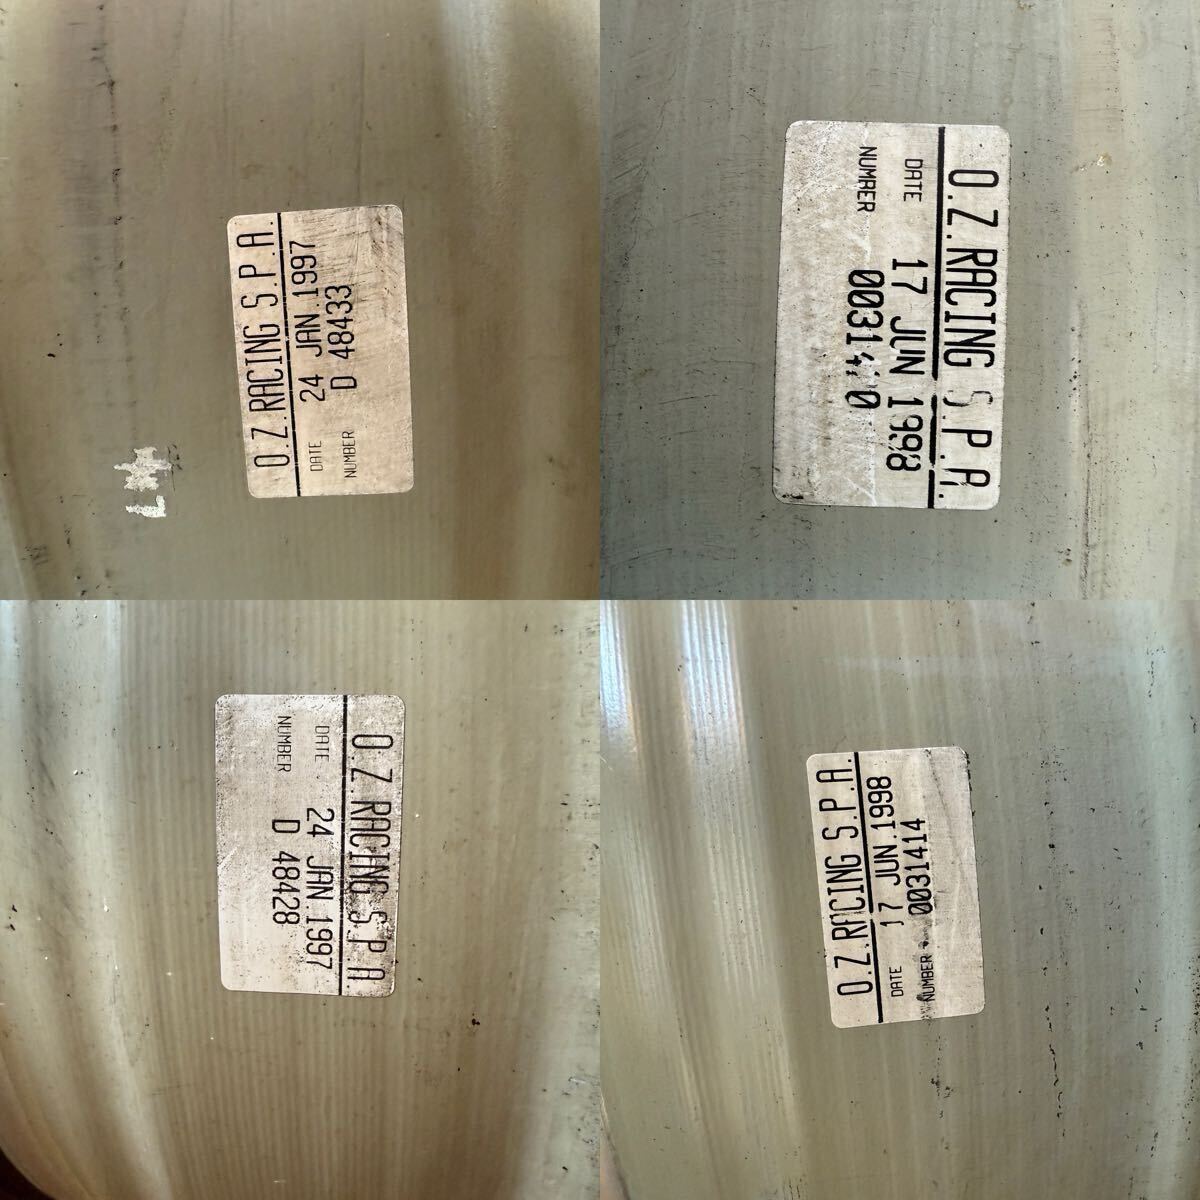 O.Z.RACING S.P.A.
DATE 24 JAN.1997
NUMBER D 48433
O.Z.RACING S.P.A.
DATE 17 JUN 1998
NUMBER
O.Z.RACING S.P.A
DATE 24 JAN.1997
NUMBER D 48428
O.Z.RACING S.P.A.
DATE 17 JUN.1998
NUMBER 0031414